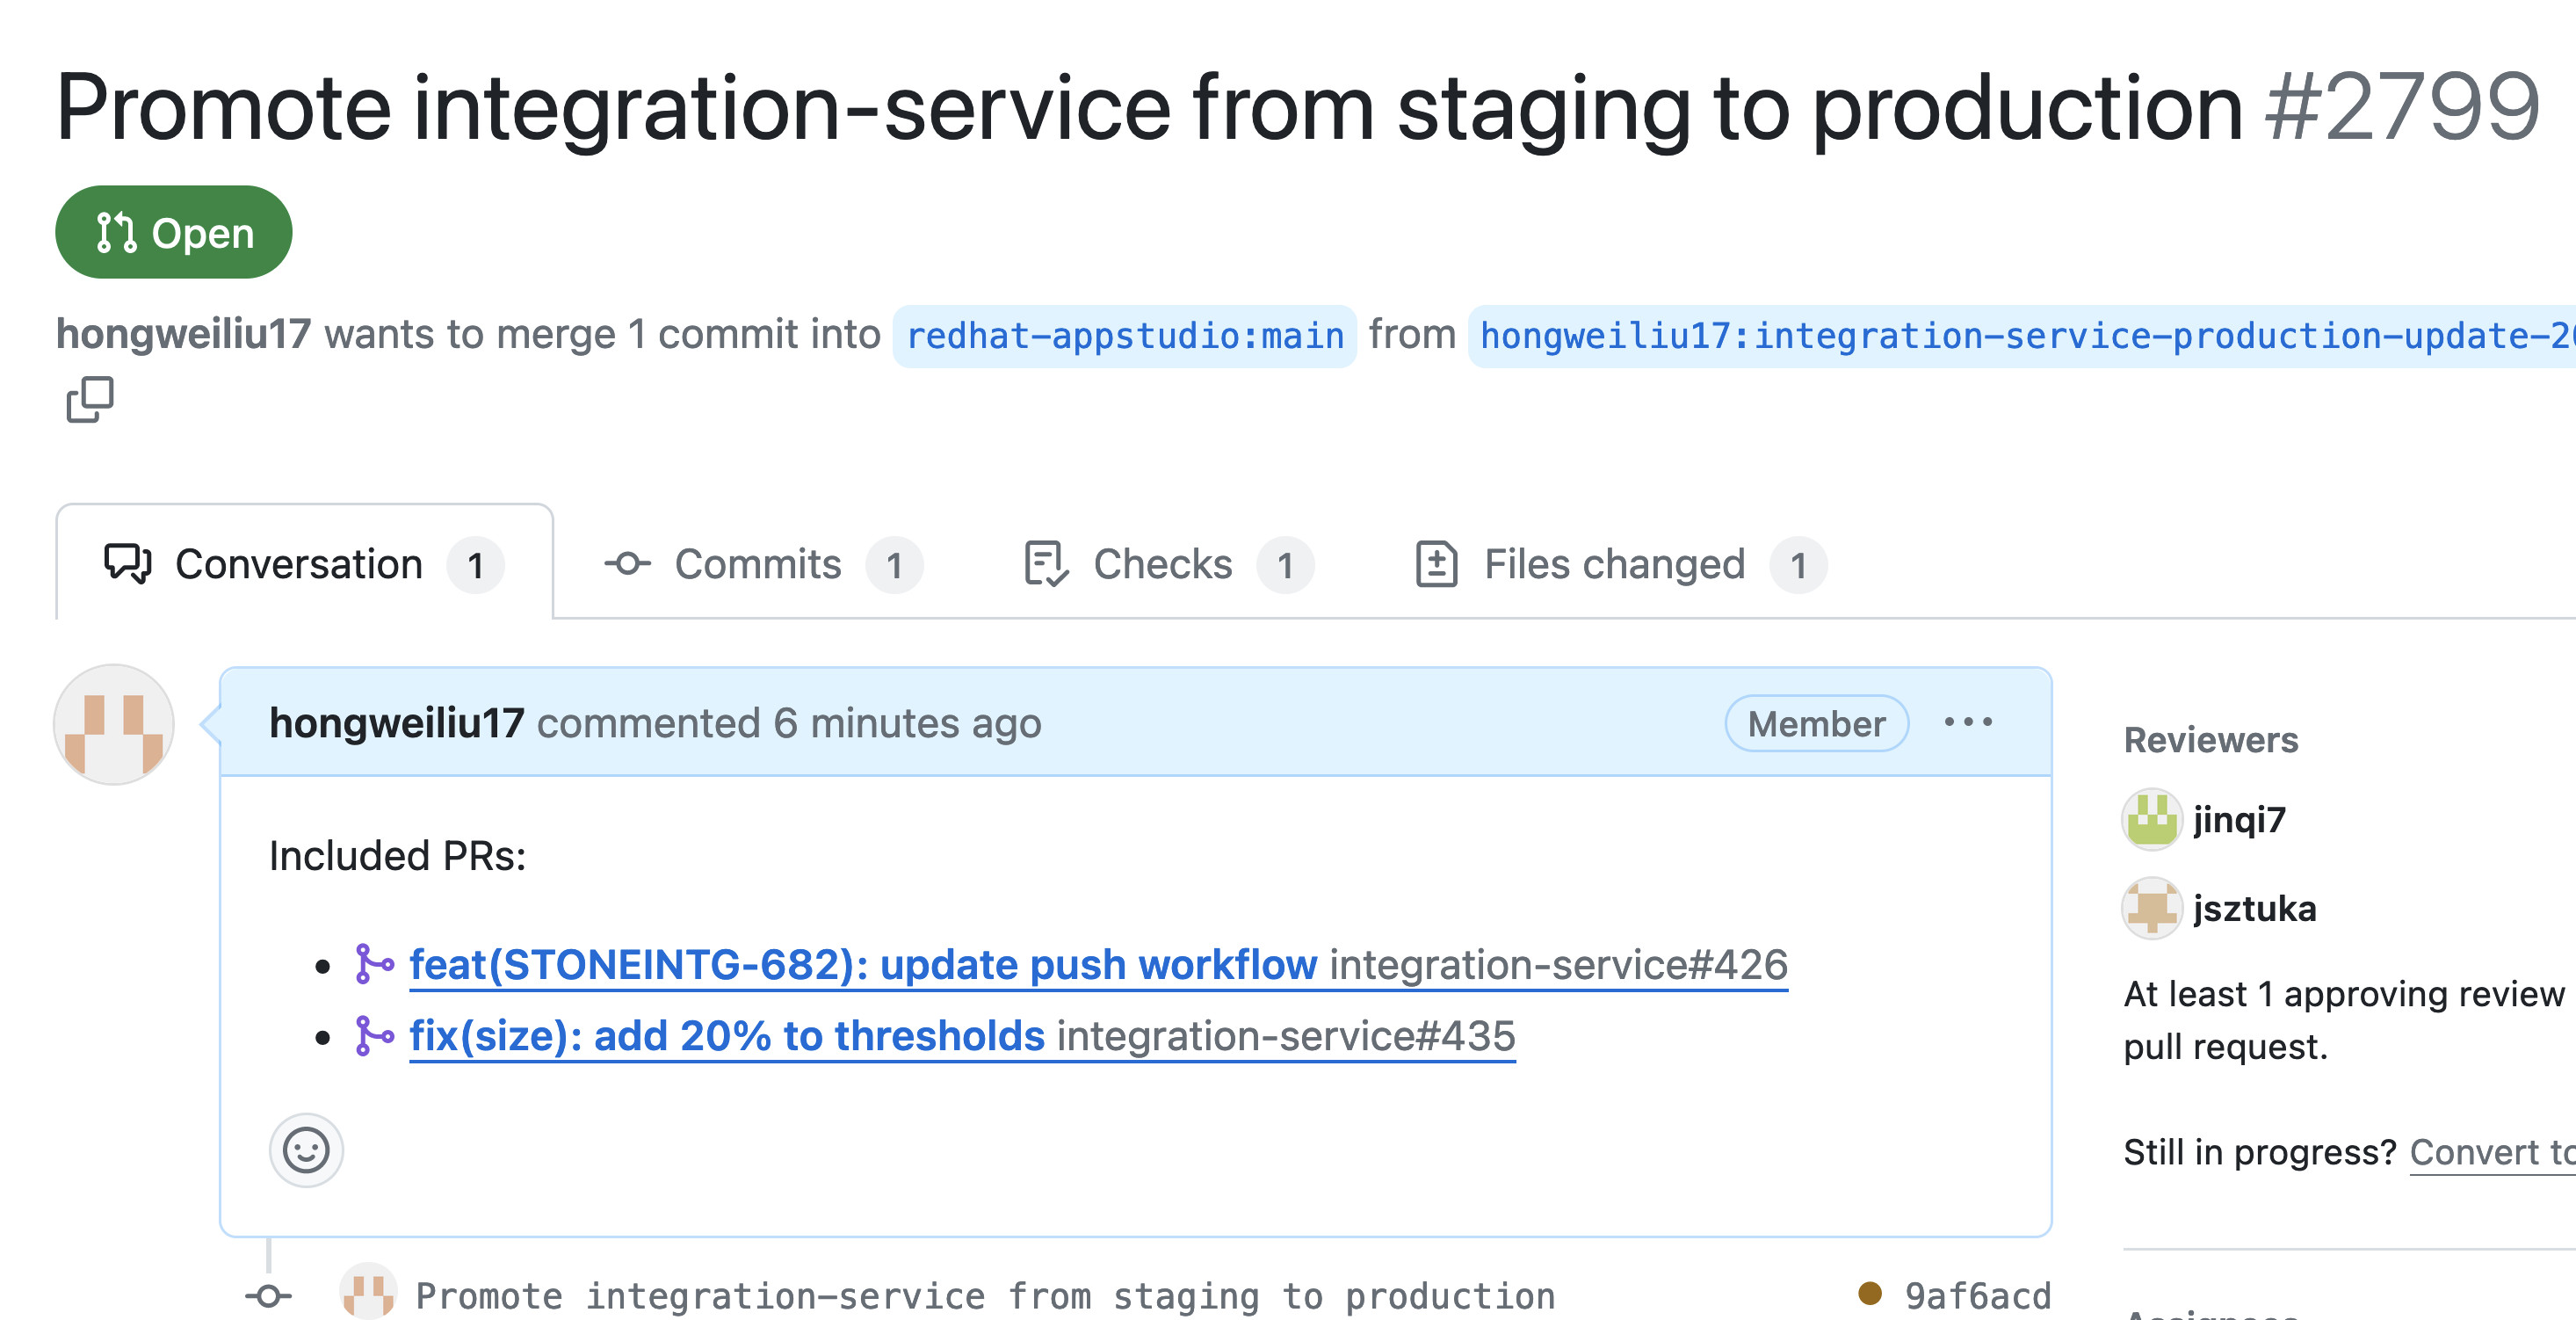 Promote integration-service from staging to production #2799
Open
hongweiliu17 wants to merge 1 commit into redhat-appstudio:main from hongweiliu17:integration-service-production-update-2
Conversation 1 Commits 1 Checks 1 Files changed 1
hongweiliu17 commented 6 minutes ago Member
Included PRs:
• feat(STONEINTG-682): update push workflow integration-service#426
• fix(size): add 20% to thresholds integration-service#435
Promote integration-service from staging to production 9af6acd
Reviewers
jinqi7
jsztuka
At least 1 approving review
pull request.
Still in progress? Convert to